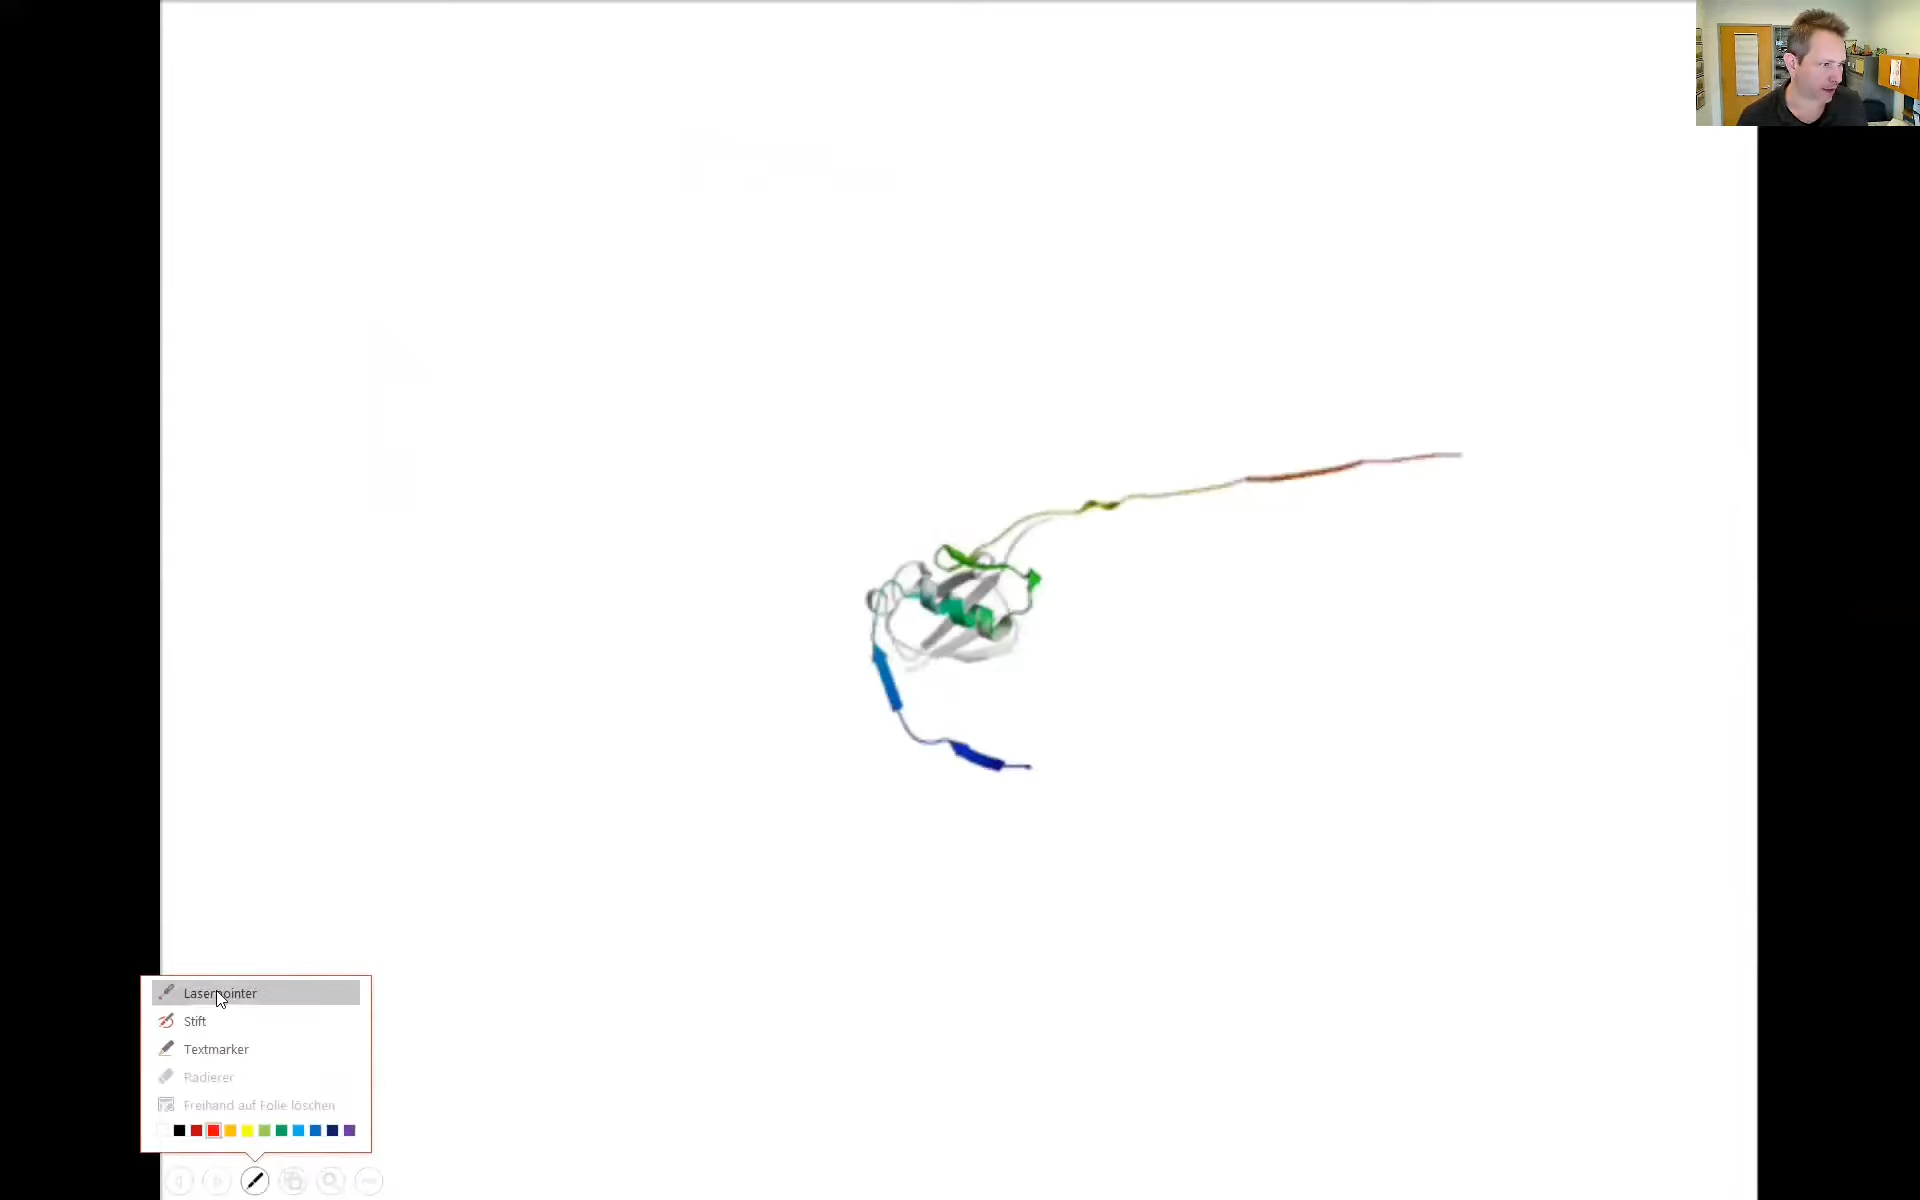 Laserpointer
Stift
Textmarker
Radierer
Freihand auf Folie löschen